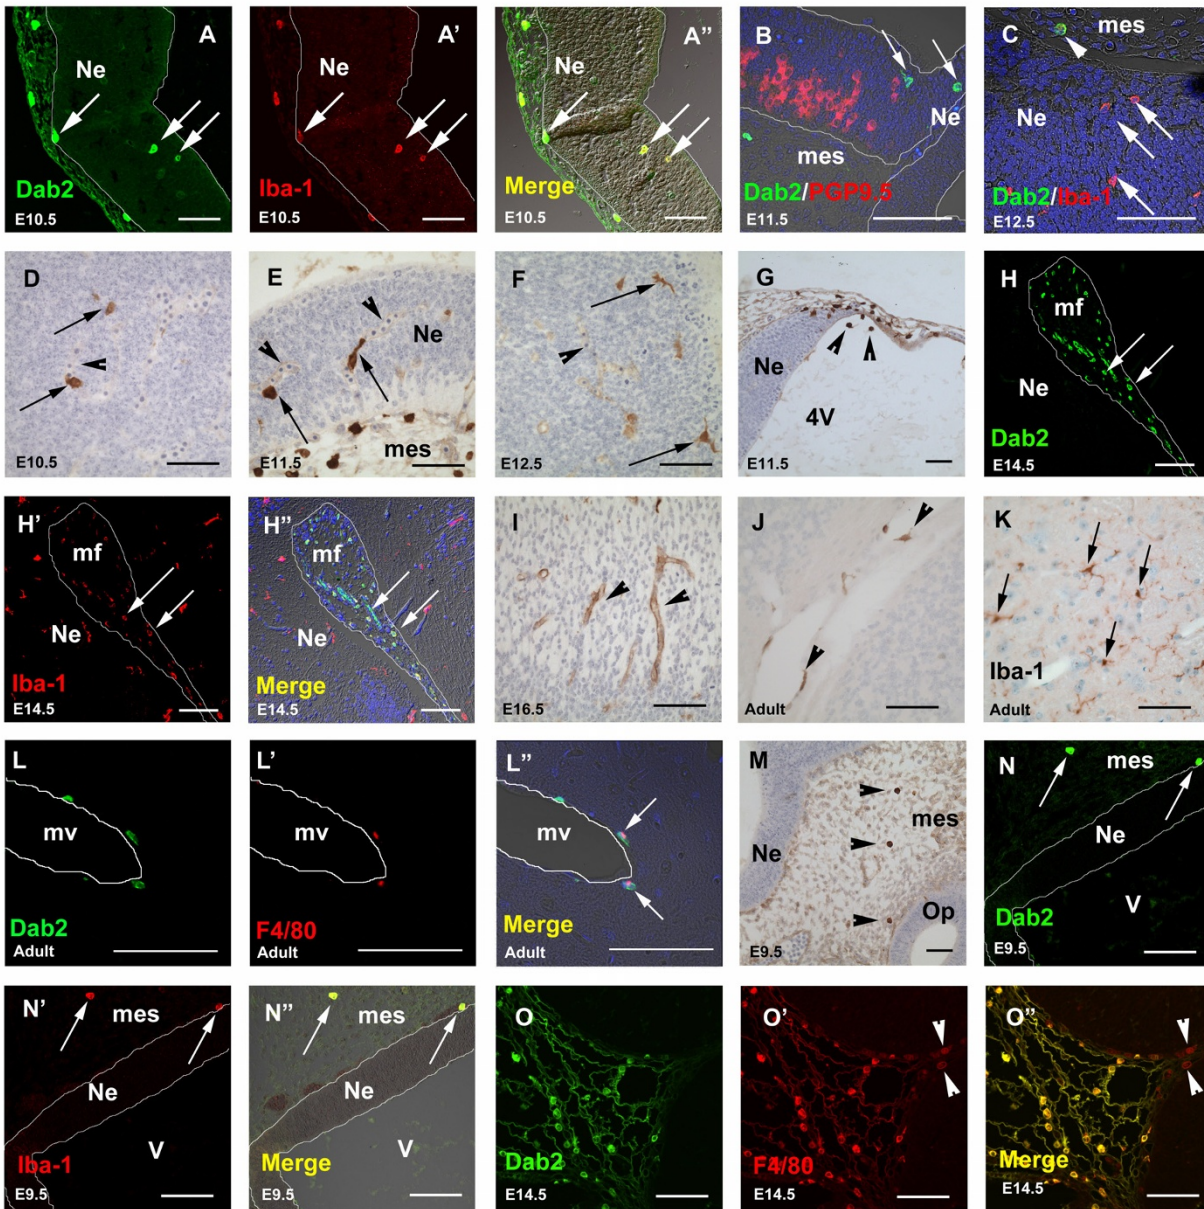 A
Ne
Dab2
E10.5
A'
Ne
Iba-1
E10.5
A"
Ne
Merge
E10.5
B
Ne
mes
Dab2/PGP9.5
E11.5
C
mes
Ne
Dab2/Iba-1
E12.5
D
E10.5
E
Ne
mes
E11.5
F
E12.5
G
Ne
4V
E11.5
H
mf
Ne
Dab2
E14.5
H'
mf
Ne
Iba-1
E14.5
H"
mf
Ne
Merge
E14.5
I
E16.5
J
Adult
K
Iba-1
Adult
L
mv
Dab2
Adult
L'
mv
F4/80
Adult
L"
mv
Merge
Adult
M
mes
Ne
Op
E9.5
N
mes
Ne
V
Dab2
E9.5
N'
mes
Ne
V
Iba-1
E9.5
N"
mes
Ne
V
Merge
E9.5
O
Dab2
E14.5
O'
F4/80
E14.5
O"
Merge
E14.5